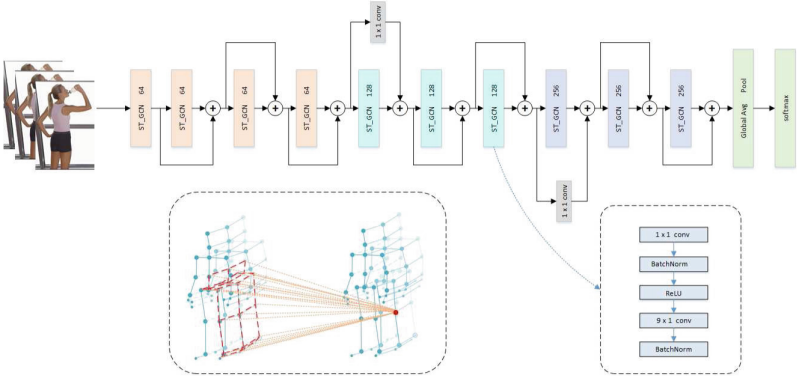 1 x 1 conv
ST_GCN 64
ST_GCN 64
ST_GCN 64
ST_GCN 64
ST_GCN 128
ST_GCN 128
ST_GCN 128
ST_GCN 256
ST_GCN 256
ST_GCN 256
Global Avg Pool
softmax
1 x 1 conv
1 x 1 conv
BatchNorm
ReLU
9 x 1 conv
BatchNorm